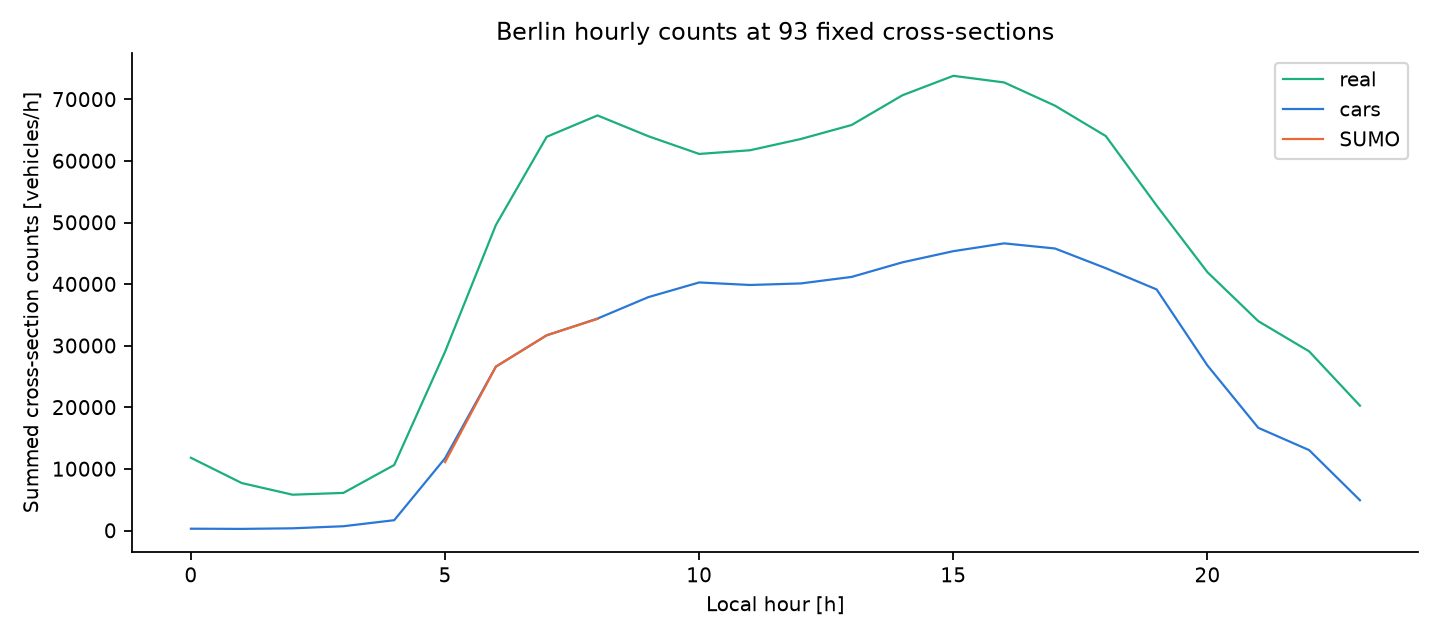 Berlin hourly counts at 93 fixed cross-sections
real
cars
SUMO
Summed cross-section counts [vehicles/h]
70000
60000
50000
40000
30000
20000
10000
0
0 5 10 15 20
Local hour [h]